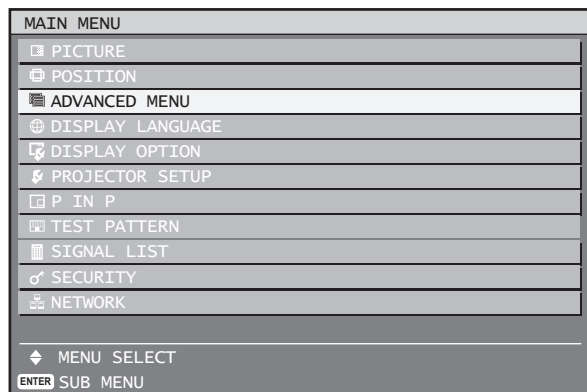 MAIN MENU
PICTURE
POSITION
ADVANCED MENU
DISPLAY LANGUAGE
DISPLAY OPTION
PROJECTOR SETUP
P IN P
TEST PATTERN
SIGNAL LIST
SECURITY
NETWORK
MENU SELECT
ENTER SUB MENU